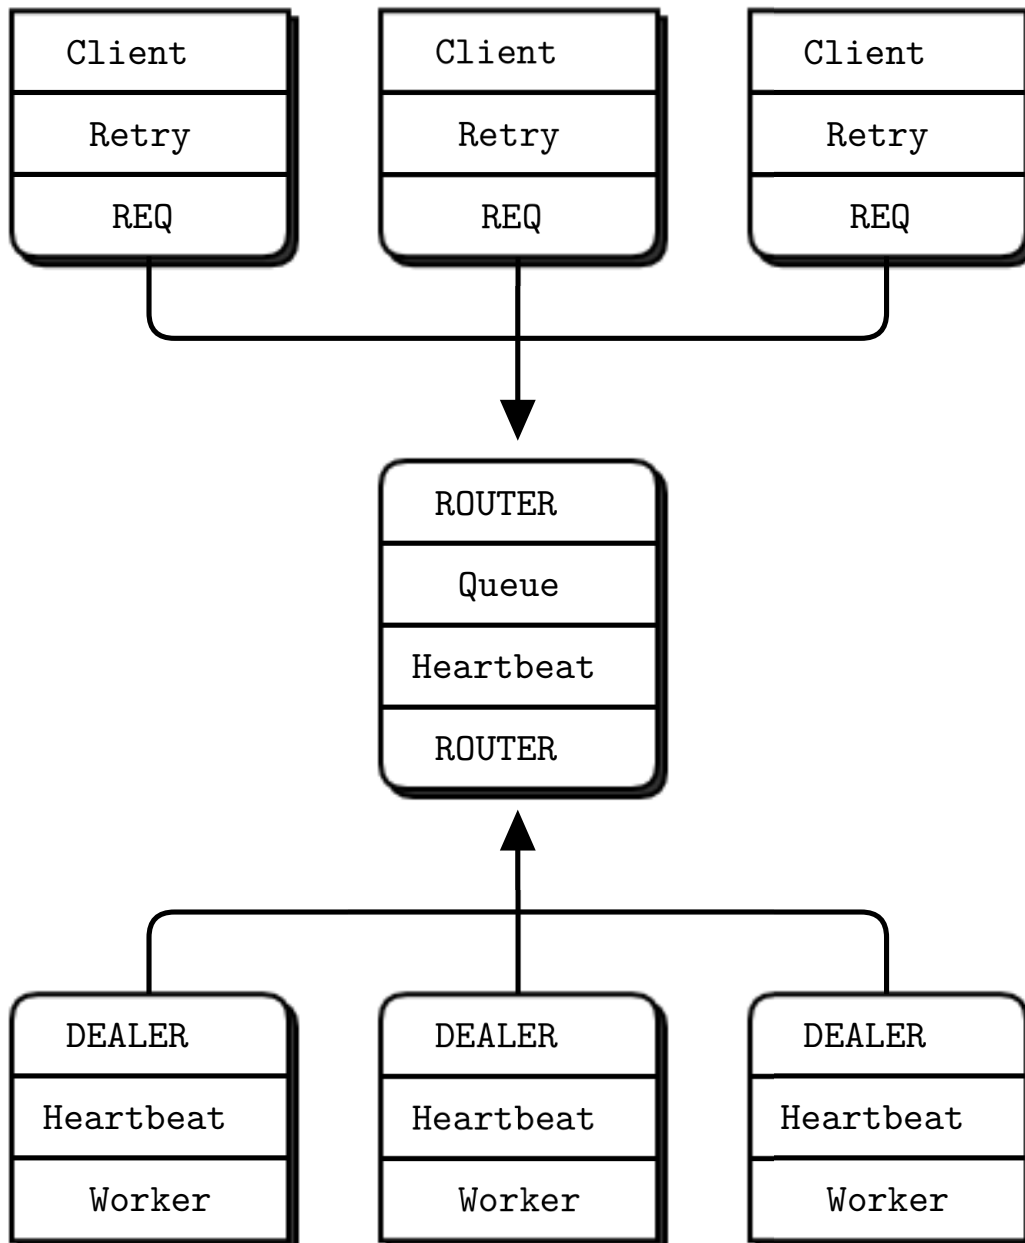 Client Client Client
Retry Retry Retry
REQ REQ REQ
ROUTER
Queue
Heartbeat
ROUTER
DEALER DEALER DEALER
Heartbeat Heartbeat Heartbeat
Worker Worker Worker